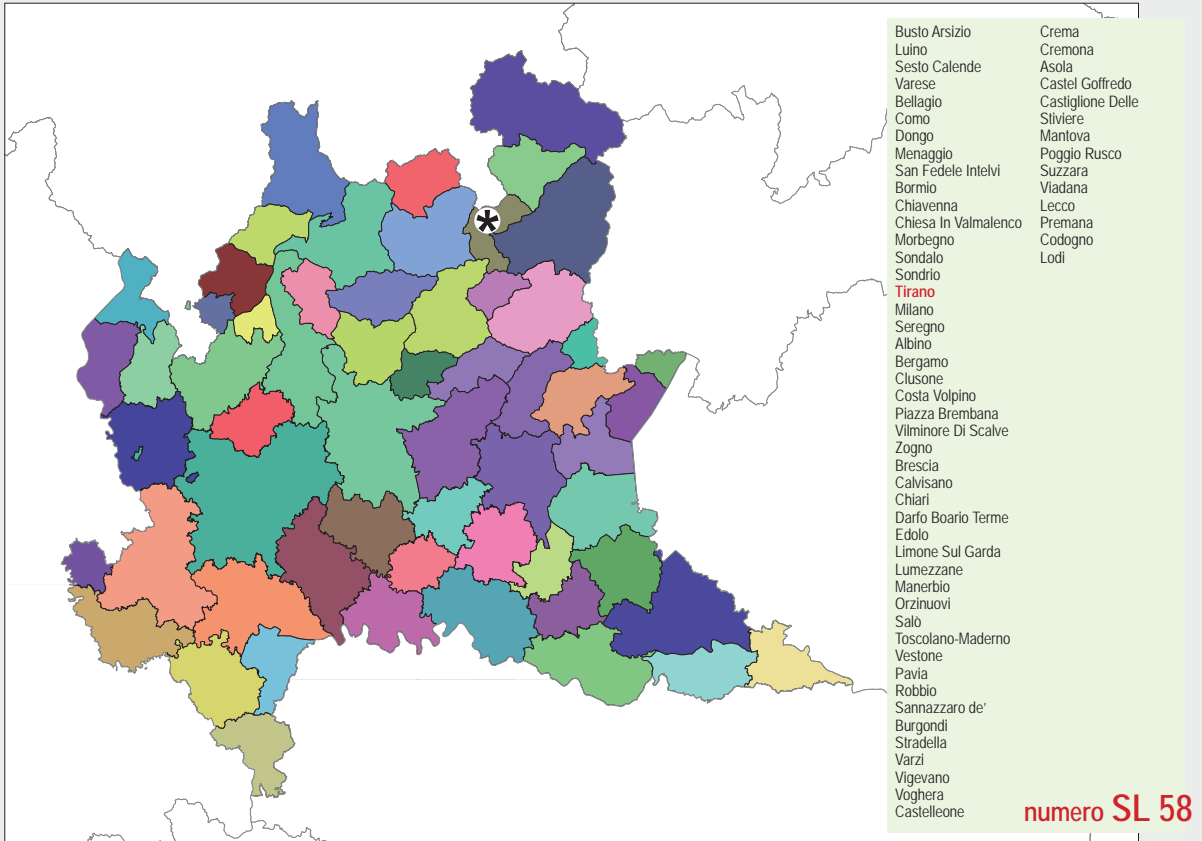 Busto Arsizio
Luino
Sesto Calende
Varese
Bellagio
Como
Dongo
Menaggio
San Fedele Intelvi
Bormio
Chiavenna
Chiesa In Valmalenco
Morbegno
Sondalo
Sondrio
Tirano
Milano
Seregno
Albino
Bergamo
Clusone
Costa Volpino
Piazza Brembana
Vilminore Di Scalve
Zogno
Brescia
Calvisano
Chiari
Darfo Boario Terme
Edolo
Limone Sul Garda
Lumezzane
Manerbio
Orzinuovi
Salò
Toscolano-Maderno
Vestone
Pavia
Robbio
Sannazzaro de'
Burgondi
Stradella
Varzi
Vigevano
Voghera
Castelleone
Crema
Cremona
Asola
Castel Goffredo
Castiglione Delle
Stiviere
Mantova
Poggio Rusco
Suzzara
Viadana
Lecco
Premana
Codogno
Lodi
numero SL 58